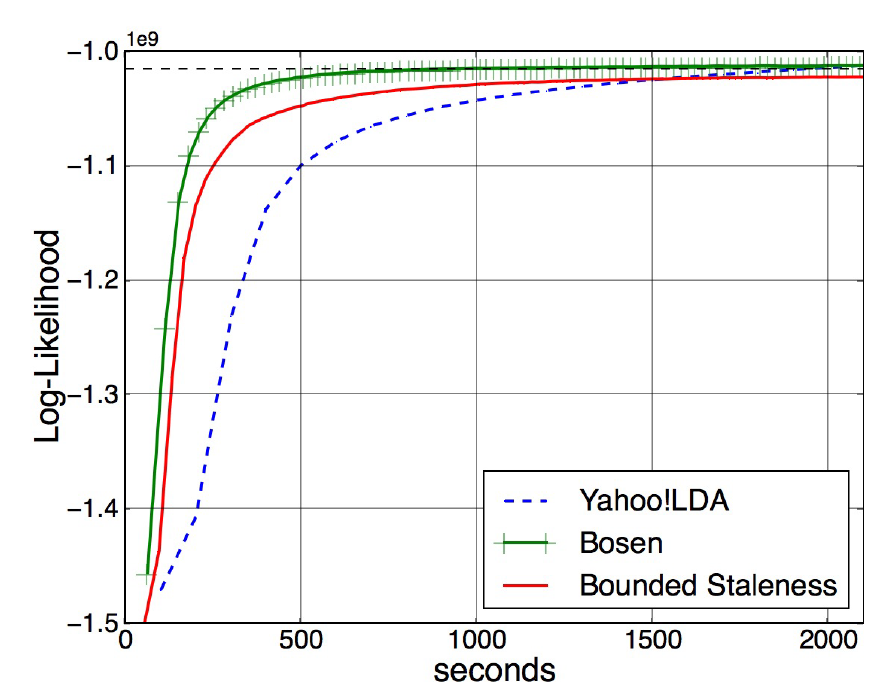 1e9
−1.0
−1.1
−1.2
−1.3
−1.4
−1.5
Log-Likelihood
Yahoo!LDA
Bosen
Bounded Staleness
0 500 1000 1500 2000
seconds